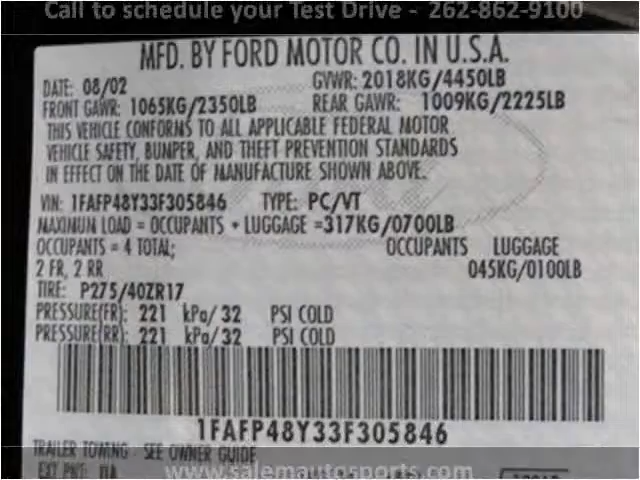 Call to schedule your Test Drive - 262-862-9100
MFD. BY FORD MOTOR CO. IN U.S.A.
DATE: 08/02 GVWR: 2018KG/4450LB
FRONT GAWR: 1065KG/2350LB REAR GAWR: 1009KG/2225LB
THIS VEHICLE CONFORMS TO ALL APPLICABLE FEDERAL MOTOR
VEHICLE SAFETY, BUMPER, AND THEFT PREVENTION STANDARDS
IN EFFECT ON THE DATE OF MANUFACTURE SHOWN ABOVE.
VIN: 1FAFP48Y33F305846 TYPE: PC/VT
MAXIMUM LOAD = OCCUPANTS + LUGGAGE =317KG/0700LB
OCCUPANTS = 4 TOTAL; OCCUPANTS LUGGAGE
2 FR, 2 RR 045KG/0100LB
TIRE: P275/40ZR17
PRESSURE(FR): 221 kPa/ 32 PSI COLD
PRESSURE(RR): 221 kPa/ 32 PSI COLD
1FAFP48Y33F305846
TRAILER TOWING - SEE OWNER GUIDE
EXT PNT: UA
www.salemautosports.com